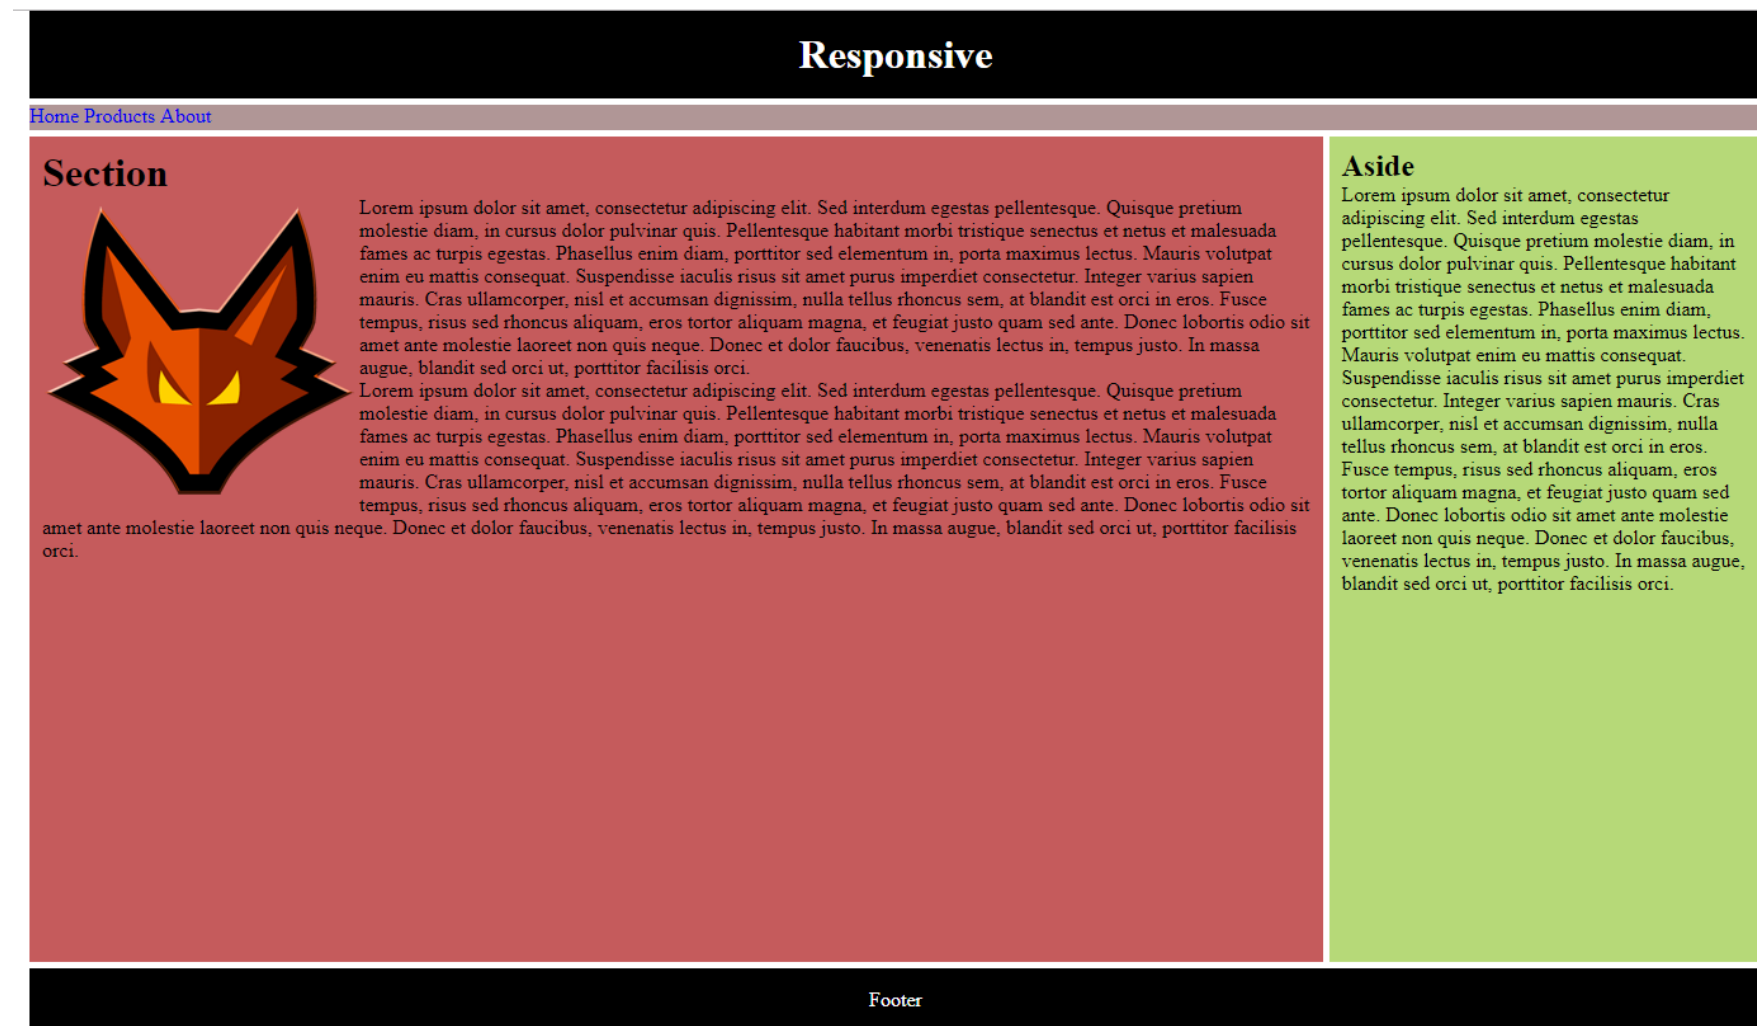 Responsive
Home Products About
Section
Lorem ipsum dolor sit amet, consectetur adipiscing elit. Sed interdum egestas pellentesque. Quisque pretium
molestie diam, in cursus dolor pulvinar quis. Pellentesque habitant morbi tristique senectus et netus et malesuada
fames ac turpis egestas. Phasellus enim diam, porttitor sed elementum in, porta maximus lectus. Mauris volutpat
enim eu mattis consequat. Suspendisse iaculis risus sit amet purus imperdiet consectetur. Integer varius sapien
mauris. Cras ullamcorper, nisl et accumsan dignissim, nulla tellus rhoncus sem, at blandit est orci in eros. Fusce
tempus, risus sed rhoncus aliquam, eros tortor aliquam magna, et feugiat justo quam sed ante. Donec lobortis odio sit
amet ante molestie laoreet non quis neque. Donec et dolor faucibus, venenatis lectus in, tempus justo. In massa
augue, blandit sed orci ut, porttitor facilisis orci.
Lorem ipsum dolor sit amet, consectetur adipiscing elit. Sed interdum egestas pellentesque. Quisque pretium
molestie diam, in cursus dolor pulvinar quis. Pellentesque habitant morbi tristique senectus et netus et malesuada
fames ac turpis egestas. Phasellus enim diam, porttitor sed elementum in, porta maximus lectus. Mauris volutpat
enim eu mattis consequat. Suspendisse iaculis risus sit amet purus imperdiet consectetur. Integer varius sapien
mauris. Cras ullamcorper, nisl et accumsan dignissim, nulla tellus rhoncus sem, at blandit est orci in eros. Fusce
tempus, risus sed rhoncus aliquam, eros tortor aliquam magna, et feugiat justo quam sed ante. Donec lobortis odio sit
amet ante molestie laoreet non quis neque. Donec et dolor faucibus, venenatis lectus in, tempus justo. In massa augue, blandit sed orci ut, porttitor facilisis
orci.
Aside
Lorem ipsum dolor sit amet, consectetur
adipiscing elit. Sed interdum egestas
pellentesque. Quisque pretium molestie diam, in
cursus dolor pulvinar quis. Pellentesque habitant
morbi tristique senectus et netus et malesuada
fames ac turpis egestas. Phasellus enim diam,
porttitor sed elementum in, porta maximus lectus.
Mauris volutpat enim eu mattis consequat.
Suspendisse iaculis risus sit amet purus imperdiet
consectetur. Integer varius sapien mauris. Cras
ullamcorper, nisl et accumsan dignissim, nulla
tellus rhoncus sem, at blandit est orci in eros.
Fusce tempus, risus sed rhoncus aliquam, eros
tortor aliquam magna, et feugiat justo quam sed
ante. Donec lobortis odio sit amet ante molestie
laoreet non quis neque. Donec et dolor faucibus,
venenatis lectus in, tempus justo. In massa augue,
blandit sed orci ut, porttitor facilisis orci.
Footer